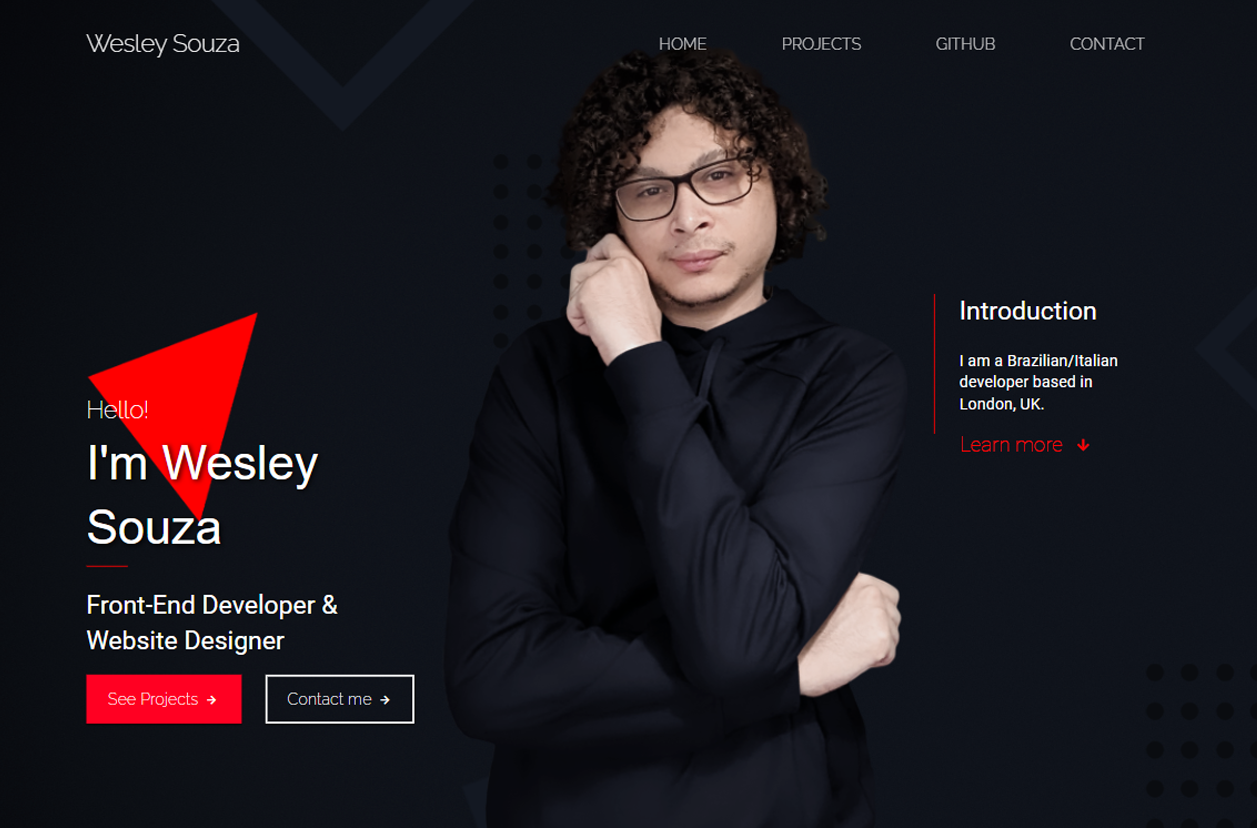 Wesley Souza
HOME
PROJECTS
GITHUB
CONTACT
Hello!
I'm Wesley
Souza
Front-End Developer &
Website Designer
See Projects →
Contact me →
Introduction
I am a Brazilian/Italian
developer based in
London, UK.
Learn more ↓